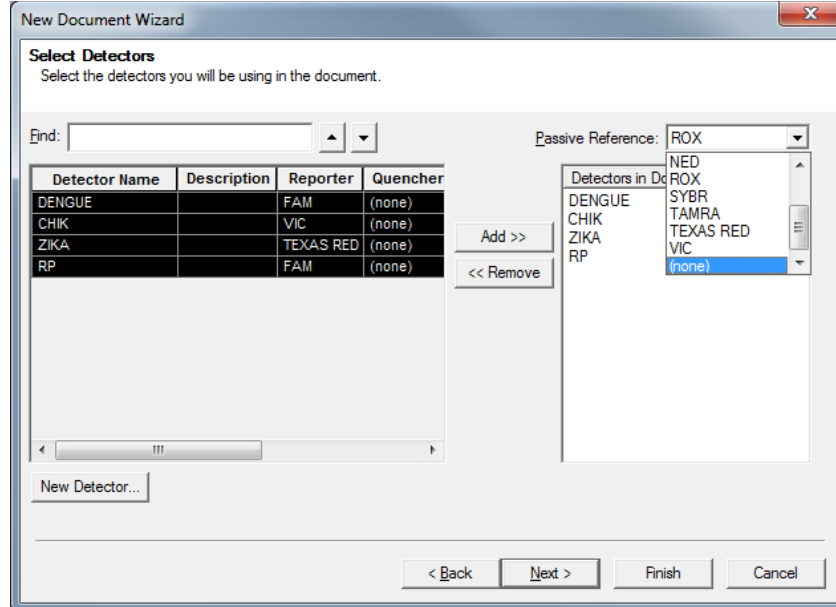 New Document Wizard
Select Detectors
Select the detectors you will be using in the document.
Find:
Passive Reference: ROX
NED
ROX
SYBR
TAMRA
TEXAS RED
VIC
(none)
Detector Name Description Reporter Quencher
DENGUE FAM (none)
CHIK VIC (none)
ZIKA TEXAS RED (none)
RP FAM (none)
Add >>
<< Remove
Detectors in Do
DENGUE
CHIK
ZIKA
RP
New Detector...
< Back Next > Finish Cancel